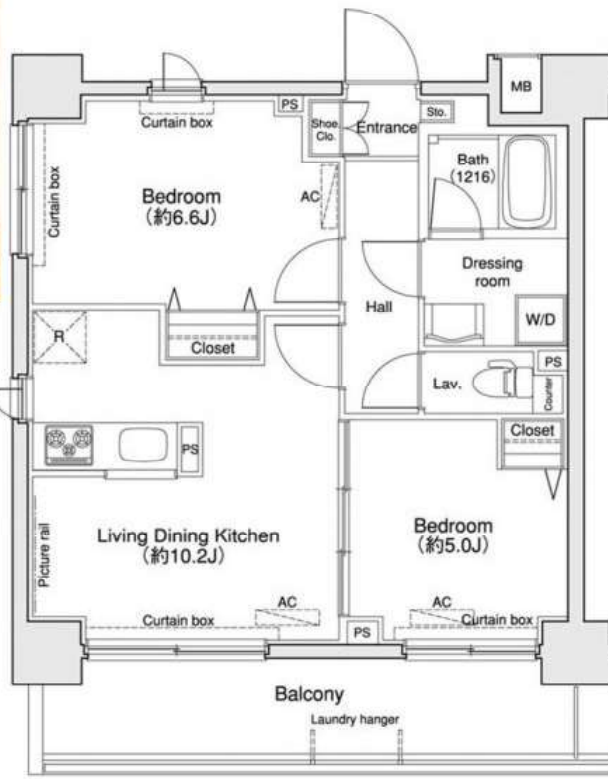 MB
PS
Curtain box
Shoe
Clo.
Entrance
Sto.
Bath
(1216)
Curtain box
Bedroom
(約6.6J)
AC
Dressing
room
Hall
W/D
R
Closet
PS
Lav.
Counter
Closet
PS
Picture rail
Living Dining Kitchen
(約10.2J)
Bedroom
(約5.0J)
AC
AC
Curtain box
Curtain box
PS
Balcony
Laundry hanger